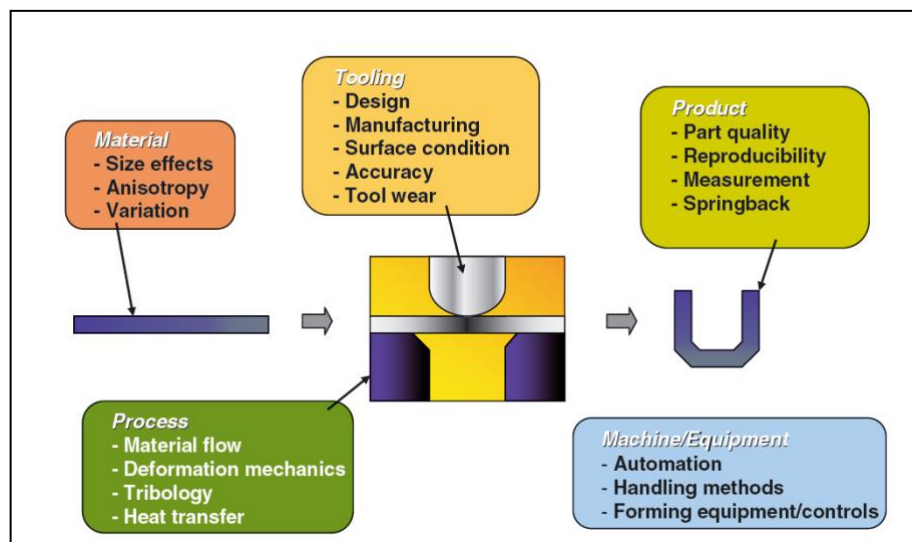 Tooling
- Design
- Manufacturing
- Surface condition
- Accuracy
- Tool wear
Product
- Part quality
- Reproducibility
- Measurement
- Springback
Material
- Size effects
- Anisotropy
- Variation
Process
- Material flow
- Deformation mechanics
- Tribology
- Heat transfer
Machine/Equipment
- Automation
- Handling methods
- Forming equipment/controls